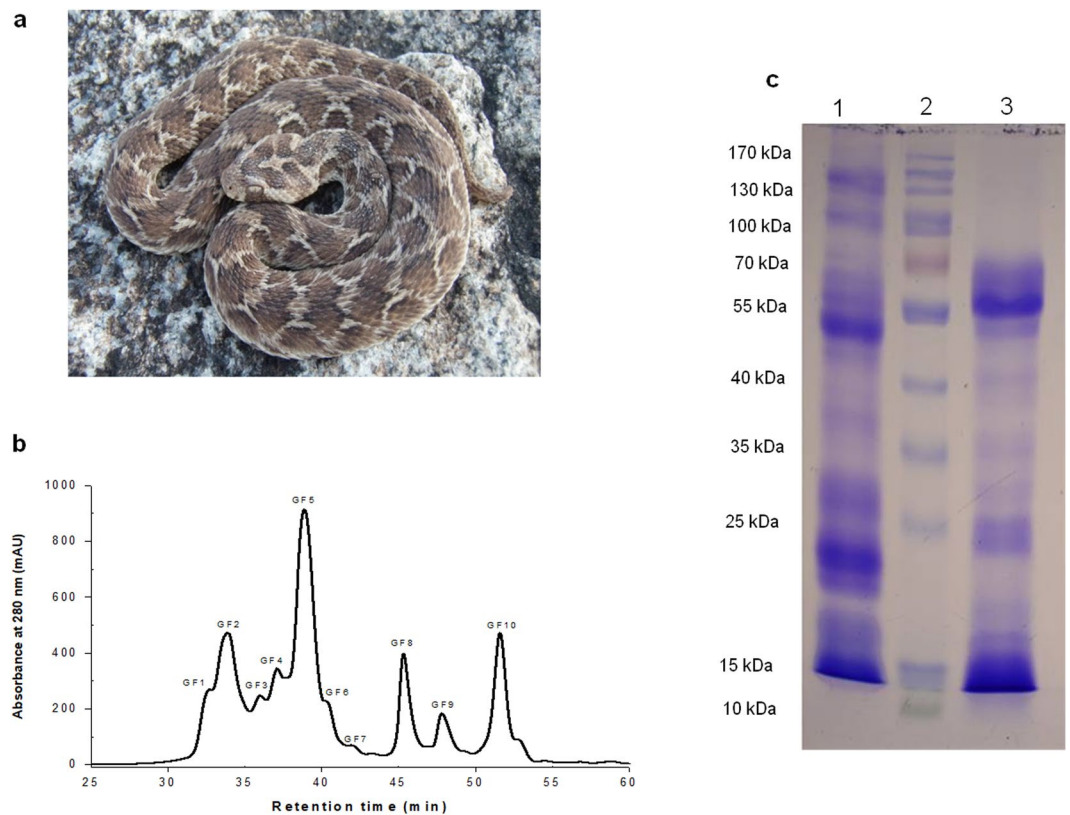 a
b
1000
800
600
400
200
0
Absorbance at 280 nm (mAU)
GF1
GF2
GF3
GF4
GF5
GF6
GF7
GF8
GF9
GF10
25 30 35 40 45 50 55 60
Retention time (min)
c
1 2 3
170 kDa
130 kDa
100 kDa
70 kDa
55 kDa
40 kDa
35 kDa
25 kDa
15 kDa
10 kDa